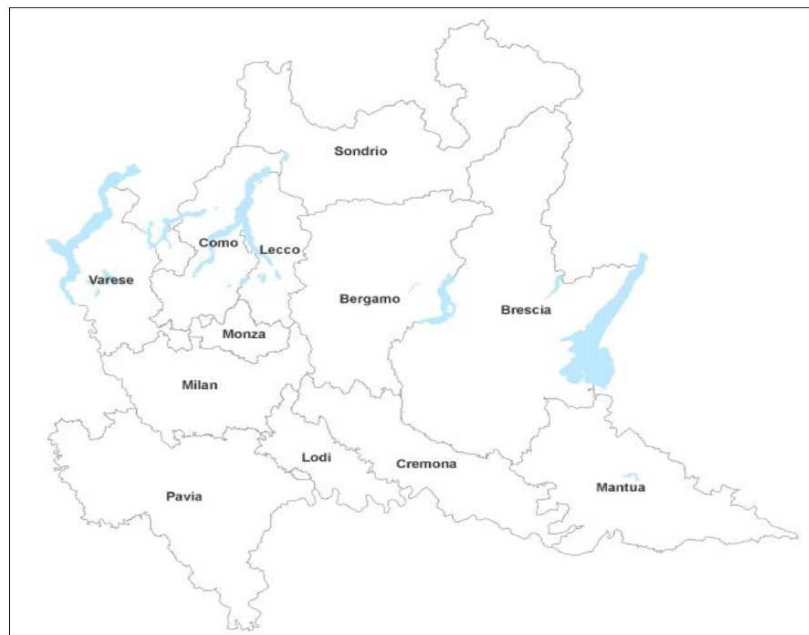 Sondrio
Como
Lecco
Varese
Bergamo
Brescia
Monza
Milan
Lodi
Cremona
Mantua
Pavia